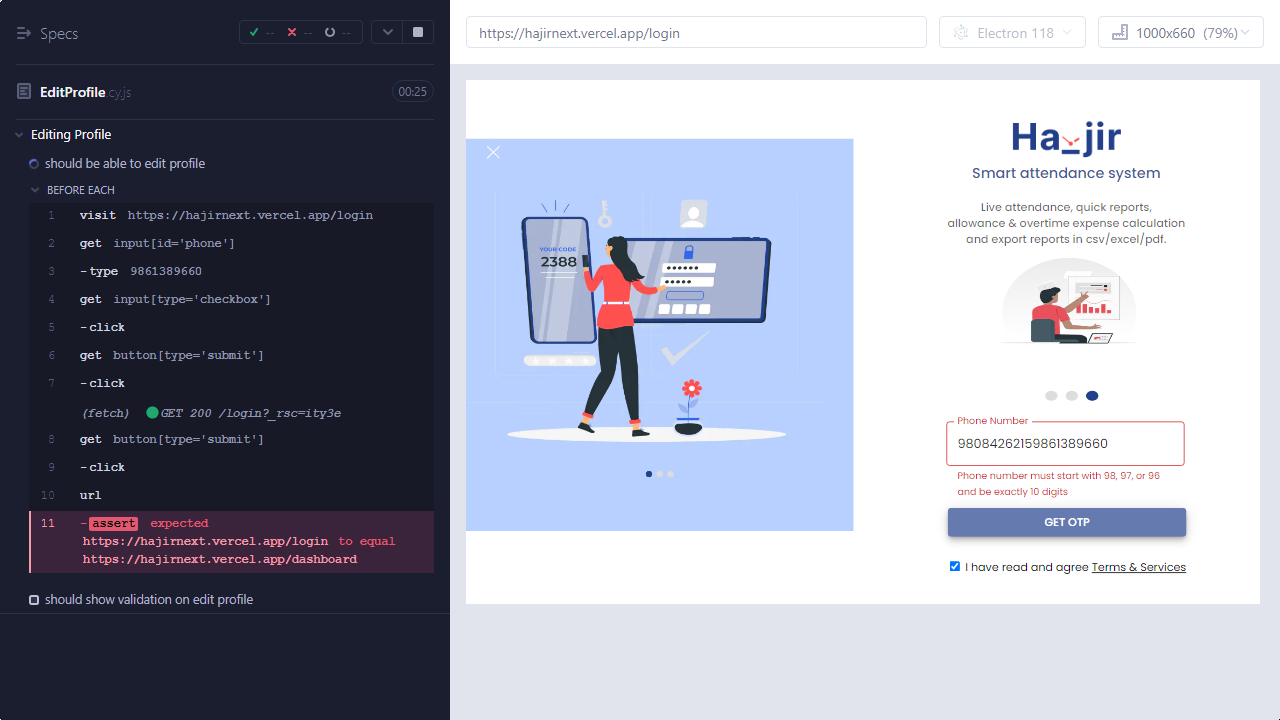 Specs
-- -- --
EditProfile.cy.js
00:25
Editing Profile
should be able to edit profile
BEFORE EACH
1 visit https://hajirnext.vercel.app/login
2 get input[id='phone']
3 -type 9861389660
4 get input[type='checkbox']
5 -click
6 get button[type='submit']
7 -click
(fetch) GET 200 /login?_rsc=ity3e
8 get button[type='submit']
9 -click
10 url
11 -assert expected
https://hajirnext.vercel.app/login to equal
https://hajirnext.vercel.app/dashboard
should show validation on edit profile
https://hajirnext.vercel.app/login
Electron 118
1000x660 (79%)
YOUR CODE
2388
Hajir
Smart attendance system
Live attendance, quick reports,
allowance & overtime expense calculation
and export reports in csv/excel/pdf.
Phone Number
98084262159861389660
Phone number must start with 98, 97, or 96
and be exactly 10 digits
GET OTP
I have read and agree Terms & Services